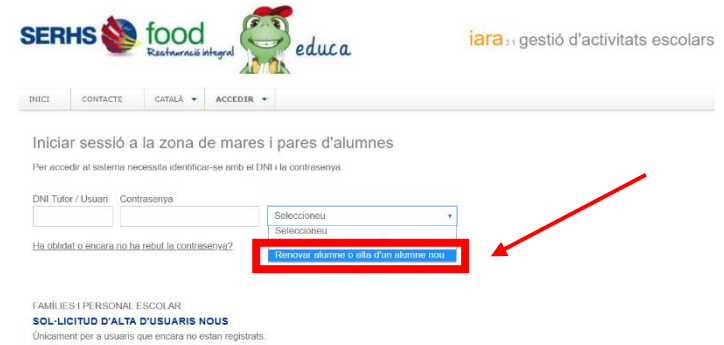 SERHS food
Restauració integral
educa
iara 3.1 gestió d'activitats escolars
INICI CONTACTE CATALÀ ACCEDIR
Iniciar sessió a la zona de mares i pares d'alumnes
Per accedir al sistema necessita identificar-se amb el DNI i la contrasenya.
DNI Tutor / Usuari Contrasenya
Seleccioneu
Seleccioneu
Ha oblidat o encara no ha rebut la contrasenya?
Renovar alumne o alta d'un alumne nou
FAMÍLIES I PERSONAL ESCOLAR
SOL·LICITUD D'ALTA D'USUARIS NOUS
Únicament per a usuaris que encara no estan registrats.